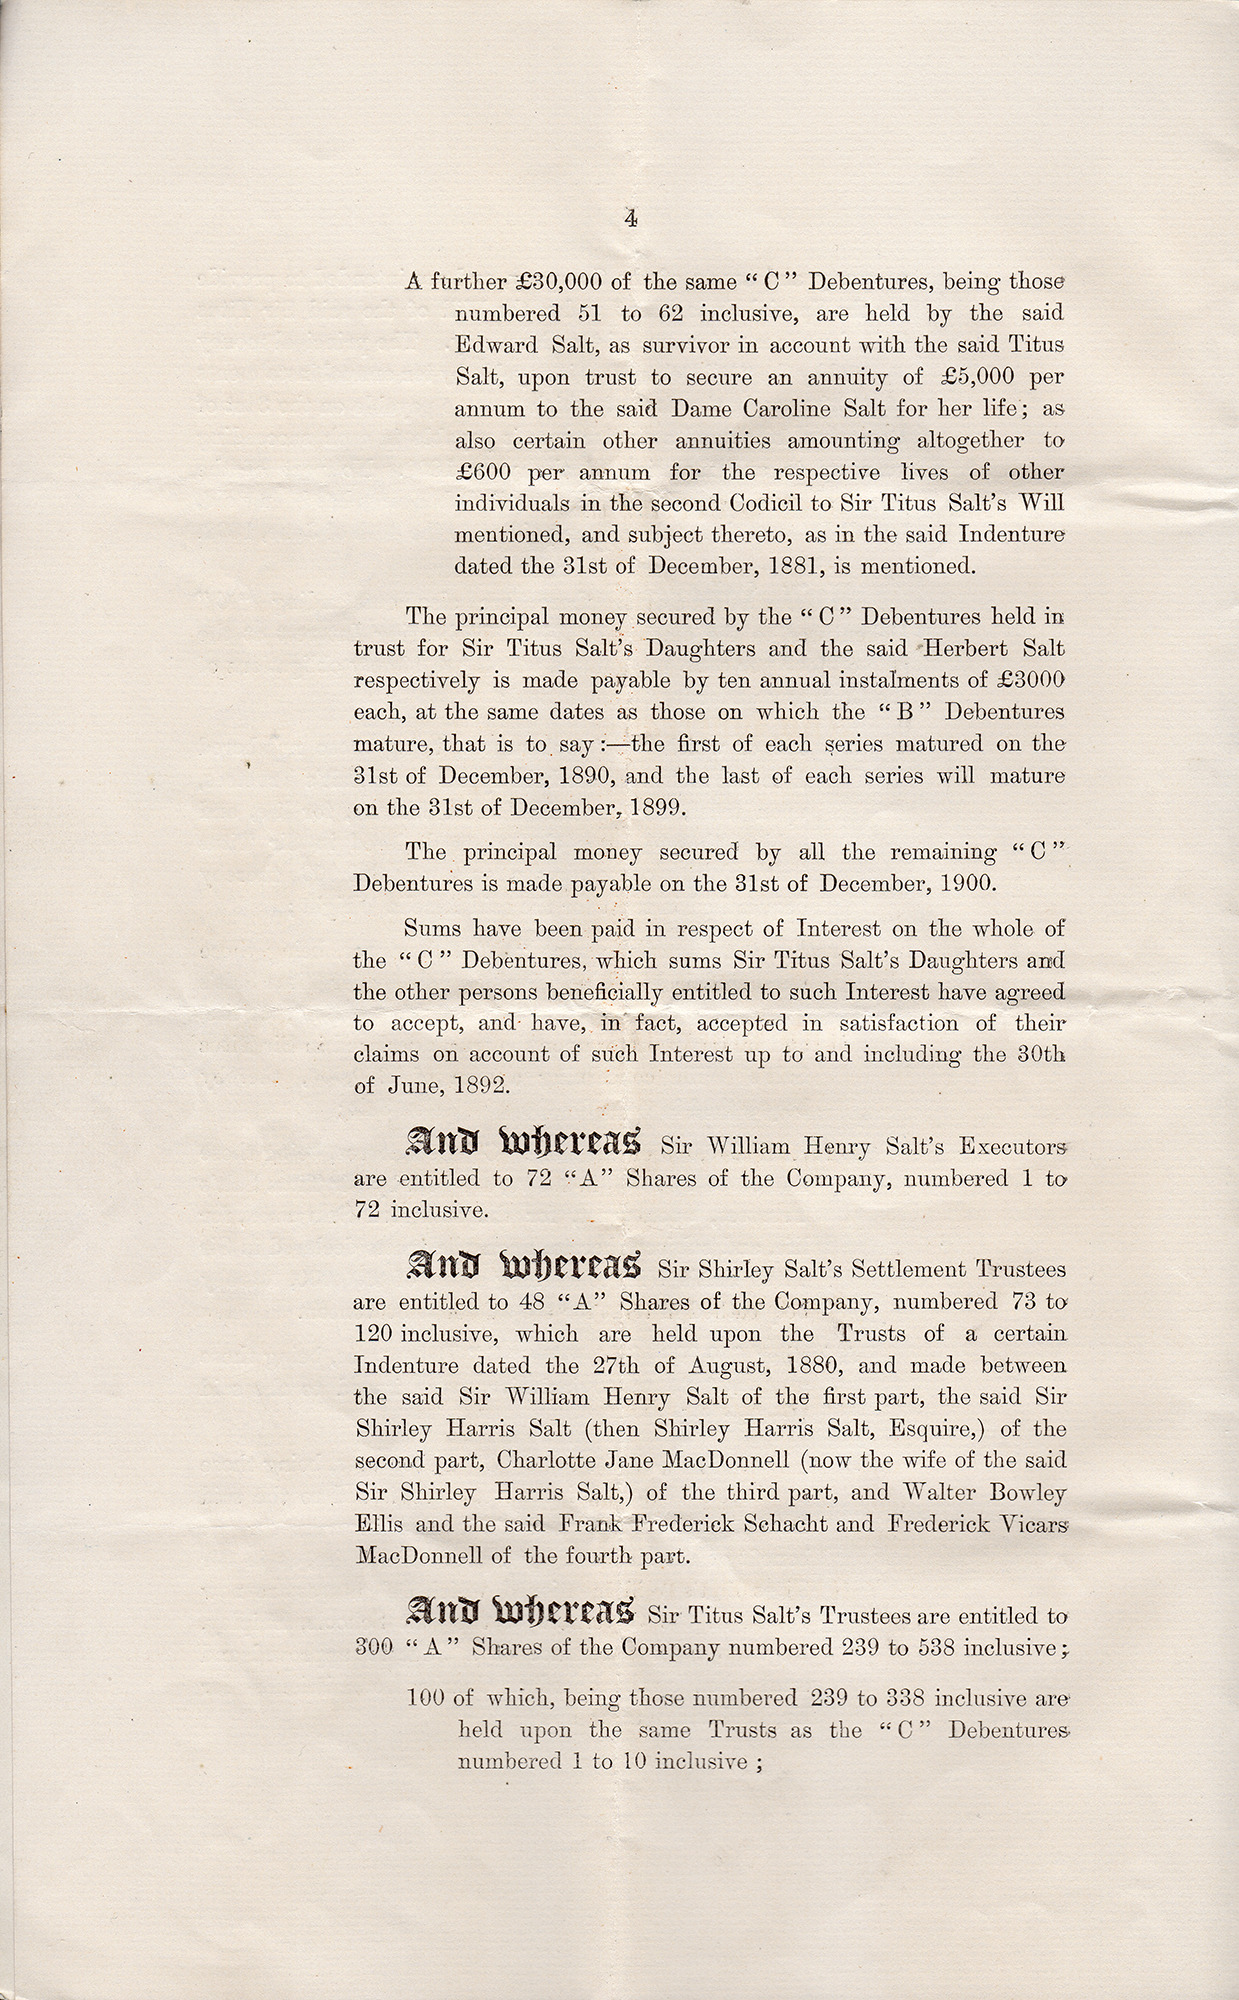 4
A further £30,000 of the same “ C ” Debentures, being those
numbered 51 to 62 inclusive, are held by the said
Edward Salt, as survivor in account with the said Titus
Salt, upon trust to secure an annuity of £5,000 per
annum to the said Dame Caroline Salt for her life; as
also certain other annuities amounting altogether to
£600 per annum for the respective lives of other
individuals in the second Codicil to Sir Titus Salt’s Will
mentioned, and subject thereto, as in the said Indenture
dated the 31st of December, 1881, is mentioned.
The principal money secured by the “ C ” Debentures held in
trust for Sir Titus Salt’s Daughters and the said Herbert Salt
respectively is made payable by ten annual instalments of £3000
each, at the same dates as those on which the “ B ” Debentures
mature, that is to say :—the first of each series matured on the
31st of December, 1890, and the last of each series will mature
on the 31st of December, 1899.
The principal money secured by all the remaining “ C ”
Debentures is made payable on the 31st of December, 1900.
Sums have been paid in respect of Interest on the whole of
the “ C ” Debentures, which sums Sir Titus Salt’s Daughters and
the other persons beneficially entitled to such Interest have agreed
to accept, and have, in fact, accepted in satisfaction of their
claims on account of such Interest up to and including the 30th
of June, 1892.
And whereas Sir William Henry Salt’s Executors
are entitled to 72 “A” Shares of the Company, numbered 1 to
72 inclusive.
And whereas Sir Shirley Salt’s Settlement Trustees
are entitled to 48 “A” Shares of the Company, numbered 73 to
120 inclusive, which are held upon the Trusts of a certain
Indenture dated the 27th of August, 1880, and made between
the said Sir William Henry Salt of the first part, the said Sir
Shirley Harris Salt (then Shirley Harris Salt, Esquire,) of the
second part, Charlotte Jane MacDonnell (now the wife of the said
Sir Shirley Harris Salt,) of the third part, and Walter Bowley
Ellis and the said Frank Frederick Schacht and Frederick Vicars
MacDonnell of the fourth part.
And whereas Sir Titus Salt’s Trustees are entitled to
300 “ A ” Shares of the Company numbered 239 to 538 inclusive ;
100 of which, being those numbered 239 to 338 inclusive are
held upon the same Trusts as the “ C ” Debentures
numbered 1 to 10 inclusive ;